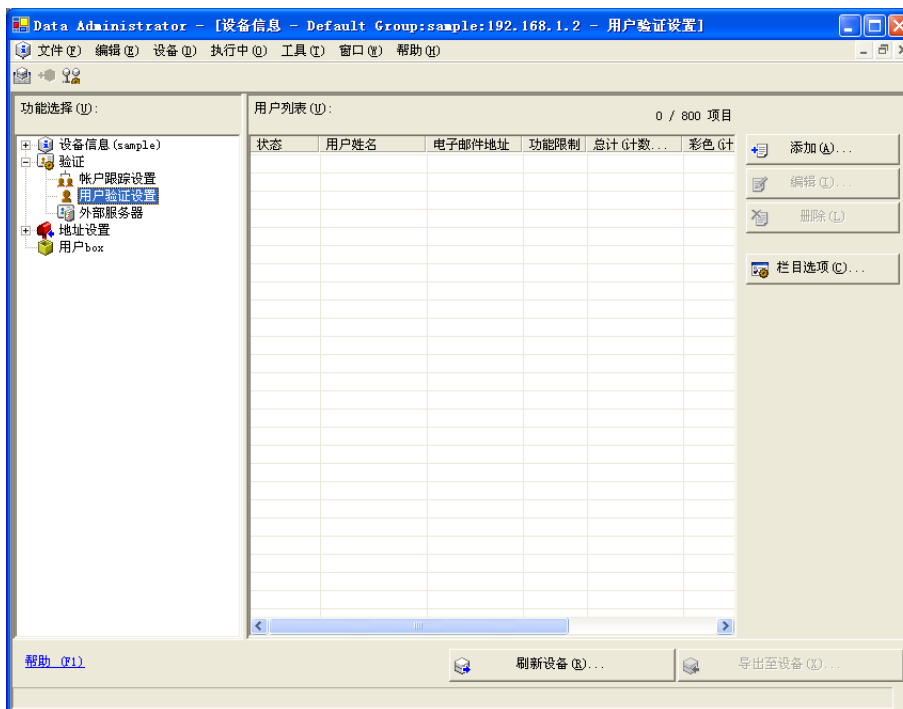 Data Administrator - [设备信息 - Default Group:sample:192.168.1.2 - 用户验证设置]
文件(F) 编辑(E) 设备(D) 执行中(O) 工具(T) 窗口(W) 帮助(H)
功能选择(U):
设备信息(sample)
验证
帐户跟踪设置
用户验证设置
外部服务器
地址设置
用户box
用户列表(U):
0 / 800 项目
状态 用户姓名 电子邮件地址 功能限制 总计(计数... 彩色(计
添加(A)...
编辑(I)...
删除(L)
栏目选项(C)...
帮助 (F1)
刷新设备(R)...
导出至设备(X)...